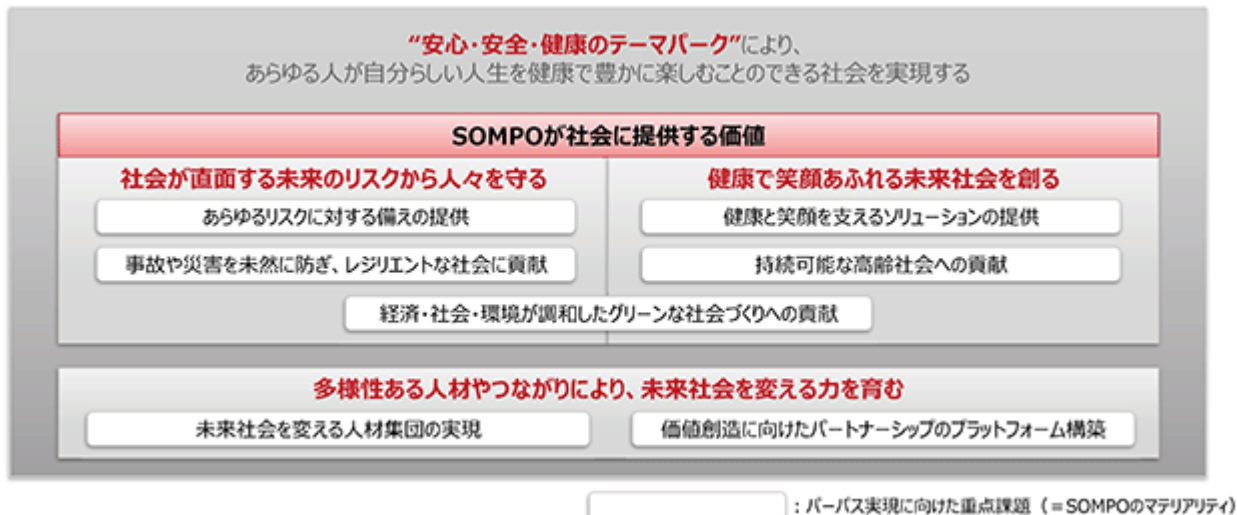 “安心・安全・健康のテーマパーク”により、
あらゆる人が自分らしい人生を健康で豊かに楽しむことのできる社会を実現する
SOMPOが社会に提供する価値
社会が直面する未来のリスクから人々を守る
あらゆるリスクに対する備えの提供
事故や災害を未然に防ぎ、レジリエントな社会に貢献
健康で笑顔あふれる未来社会を創る
健康と笑顔を支えるソリューションの提供
持続可能な高齢社会への貢献
経済・社会・環境が調和したグリーンな社会づくりへの貢献
多様性ある人材やつながりにより、未来社会を変える力を育む
未来社会を変える人材集団の実現
価値創造に向けたパートナーシップのプラットフォーム構築
：パーパス実現に向けた重点課題（＝SOMPOのマテリアリティ）